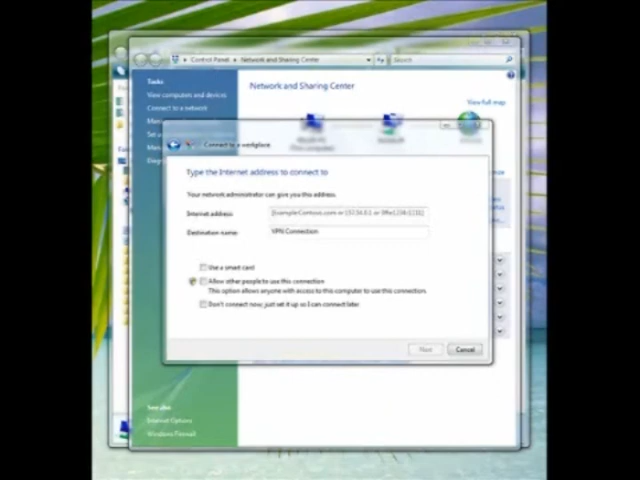 Control Panel
Network and Sharing Center
Search
Tasks
View computers and devices
Connect to a network
Network and Sharing Center
View full map
Connect to a workplace
Type the Internet address to connect to
Your network administrator can give you this address.
Internet address:
Destination name:
VPN Connection
Use a smart card
Allow other people to use this connection
This option allows anyone with access to this computer to use this connection.
Don't connect now; just set it up so I can connect later
Next
Cancel
See also
Internet Options
Windows Firewall